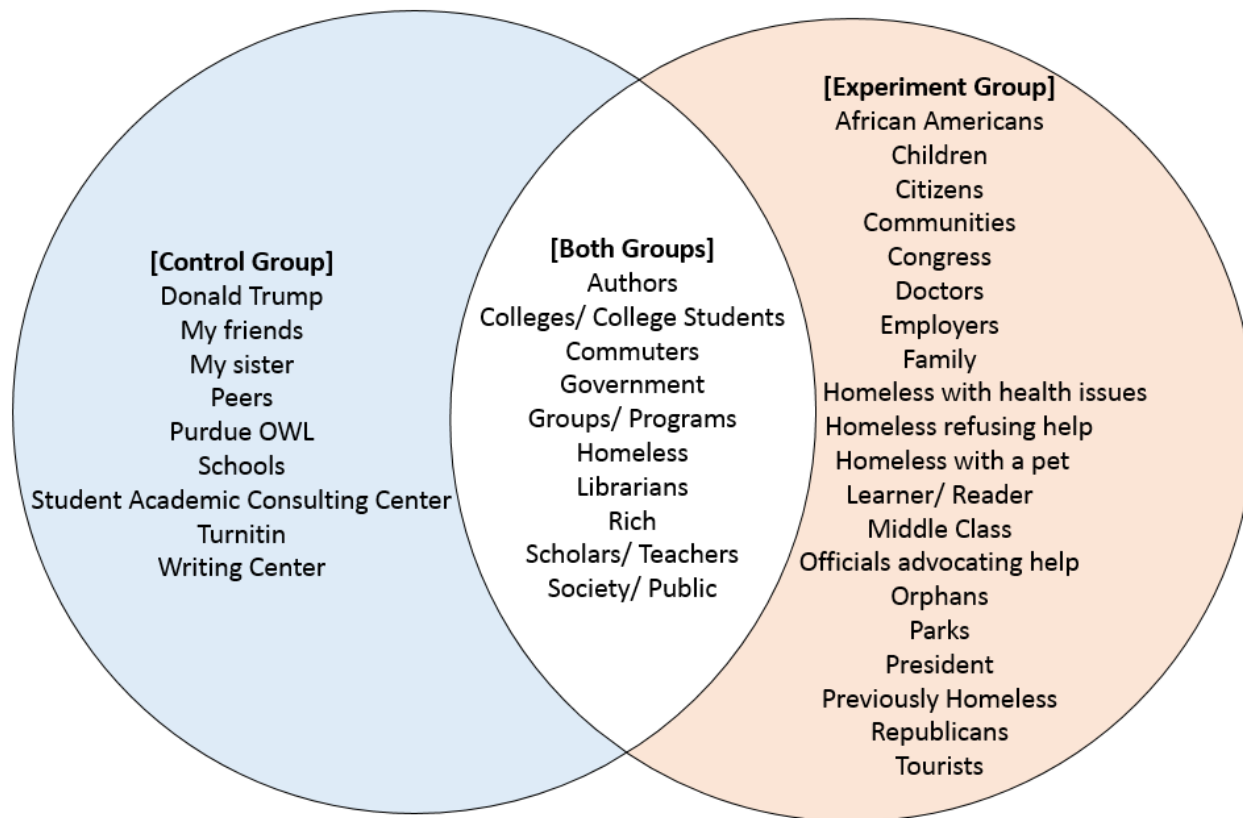 [Control Group]
Donald Trump
My friends
My sister
Peers
Purdue OWL
Schools
Student Academic Consulting Center
Turnitin
Writing Center
[Both Groups]
Authors
Colleges/ College Students
Commuters
Government
Groups/ Programs
Homeless
Librarians
Rich
Scholars/ Teachers
Society/ Public
[Experiment Group]
African Americans
Children
Citizens
Communities
Congress
Doctors
Employers
Family
Homeless with health issues
Homeless refusing help
Homeless with a pet
Learner/ Reader
Middle Class
Officials advocating help
Orphans
Parks
President
Previously Homeless
Republicans
Tourists